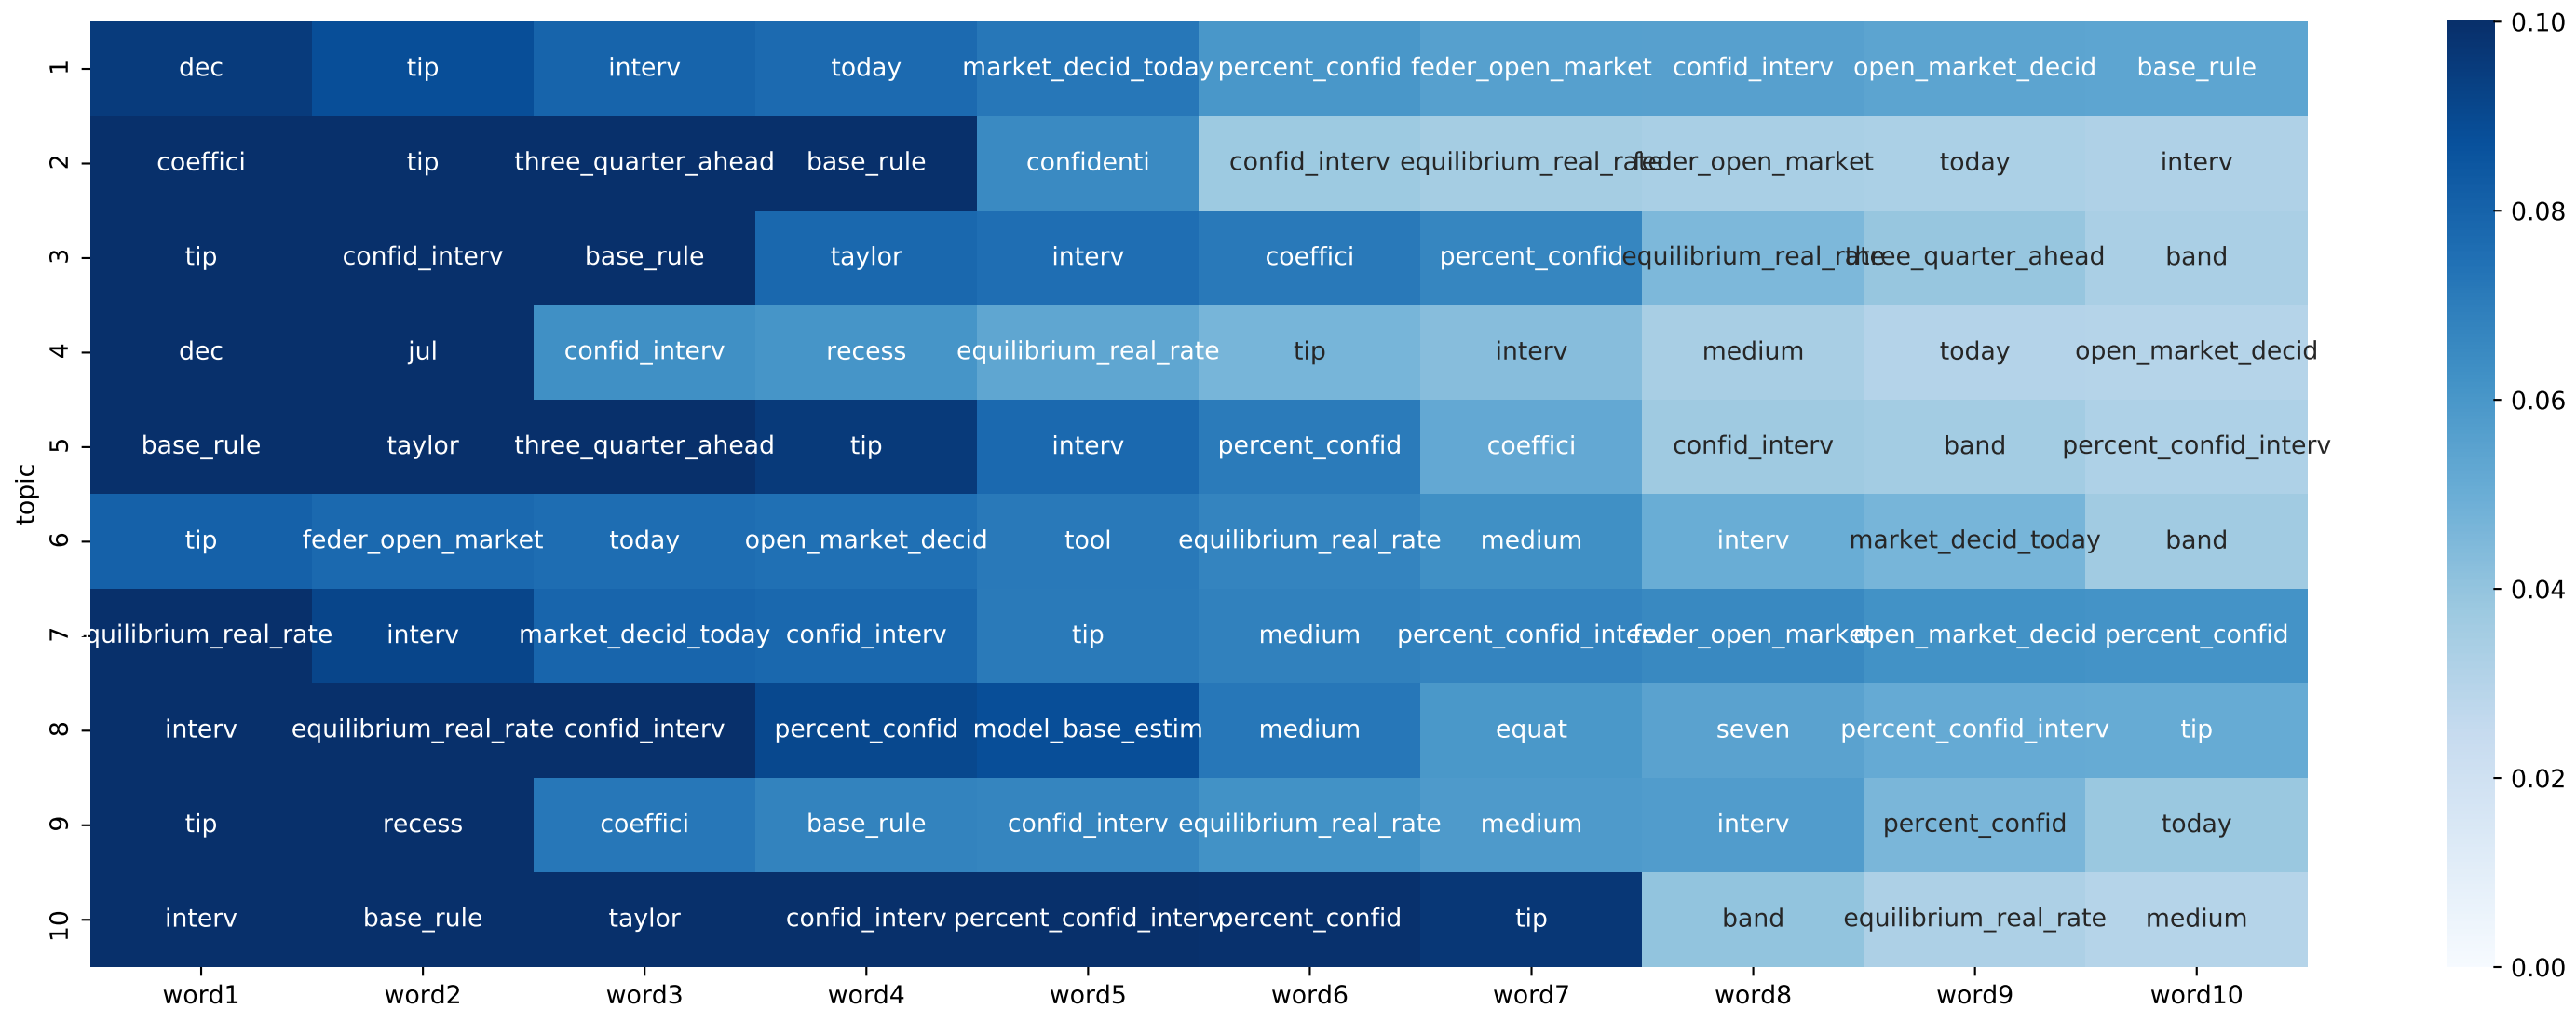 1 dec tip interv today market_decid_today percent_confid feder_open_market confid_interv open_market_decid base_rule
2 coeffici tip three_quarter_ahead base_rule confidenti confid_interv equilibrium_real_rate feder_open_market today interv
3 tip confid_interv base_rule taylor interv coeffici percent_confid equilibrium_real_rate three_quarter_ahead band
4 dec jul confid_interv recess equilibrium_real_rate tip interv medium today open_market_decid
5 base_rule taylor three_quarter_ahead tip interv percent_confid coeffici confid_interv band percent_confid_interv
topic
6 tip feder_open_market today open_market_decid tool equilibrium_real_rate medium interv market_decid_today band
7 equilibrium_real_rate interv market_decid_today confid_interv tip medium percent_confid_interv feder_open_market open_market_decid percent_confid
8 interv equilibrium_real_rate confid_interv percent_confid model_base_estim medium equat seven percent_confid_interv tip
9 tip recess coeffici base_rule confid_interv equilibrium_real_rate medium interv percent_confid today
10 interv base_rule taylor confid_interv percent_confid_interv percent_confid tip band equilibrium_real_rate medium
word1 word2 word3 word4 word5 word6 word7 word8 word9 word10
0.10
0.08
0.06
0.04
0.02
0.00